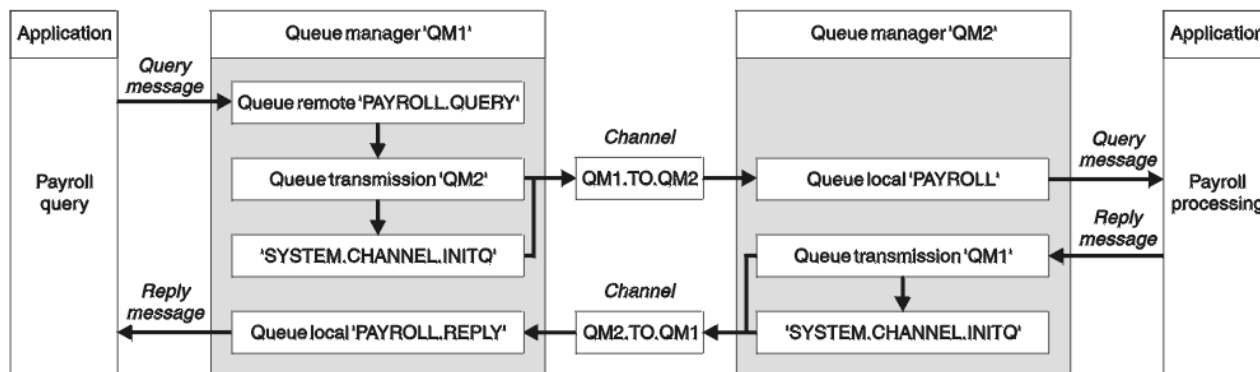 Application
Queue manager 'QM1'
Queue manager 'QM2'
Application
Query
message
Queue remote 'PAYROLL.QUERY'
Channel
Query
message
Payroll
query
Queue transmission 'QM2'
QM1.TO.QM2
Queue local 'PAYROLL'
Payroll
processing
'SYSTEM.CHANNEL.INITQ'
Queue transmission 'QM1'
Reply
message
Reply
message
Channel
Queue local 'PAYROLL.REPLY'
QM2.TO.QM1
'SYSTEM.CHANNEL.INITQ'